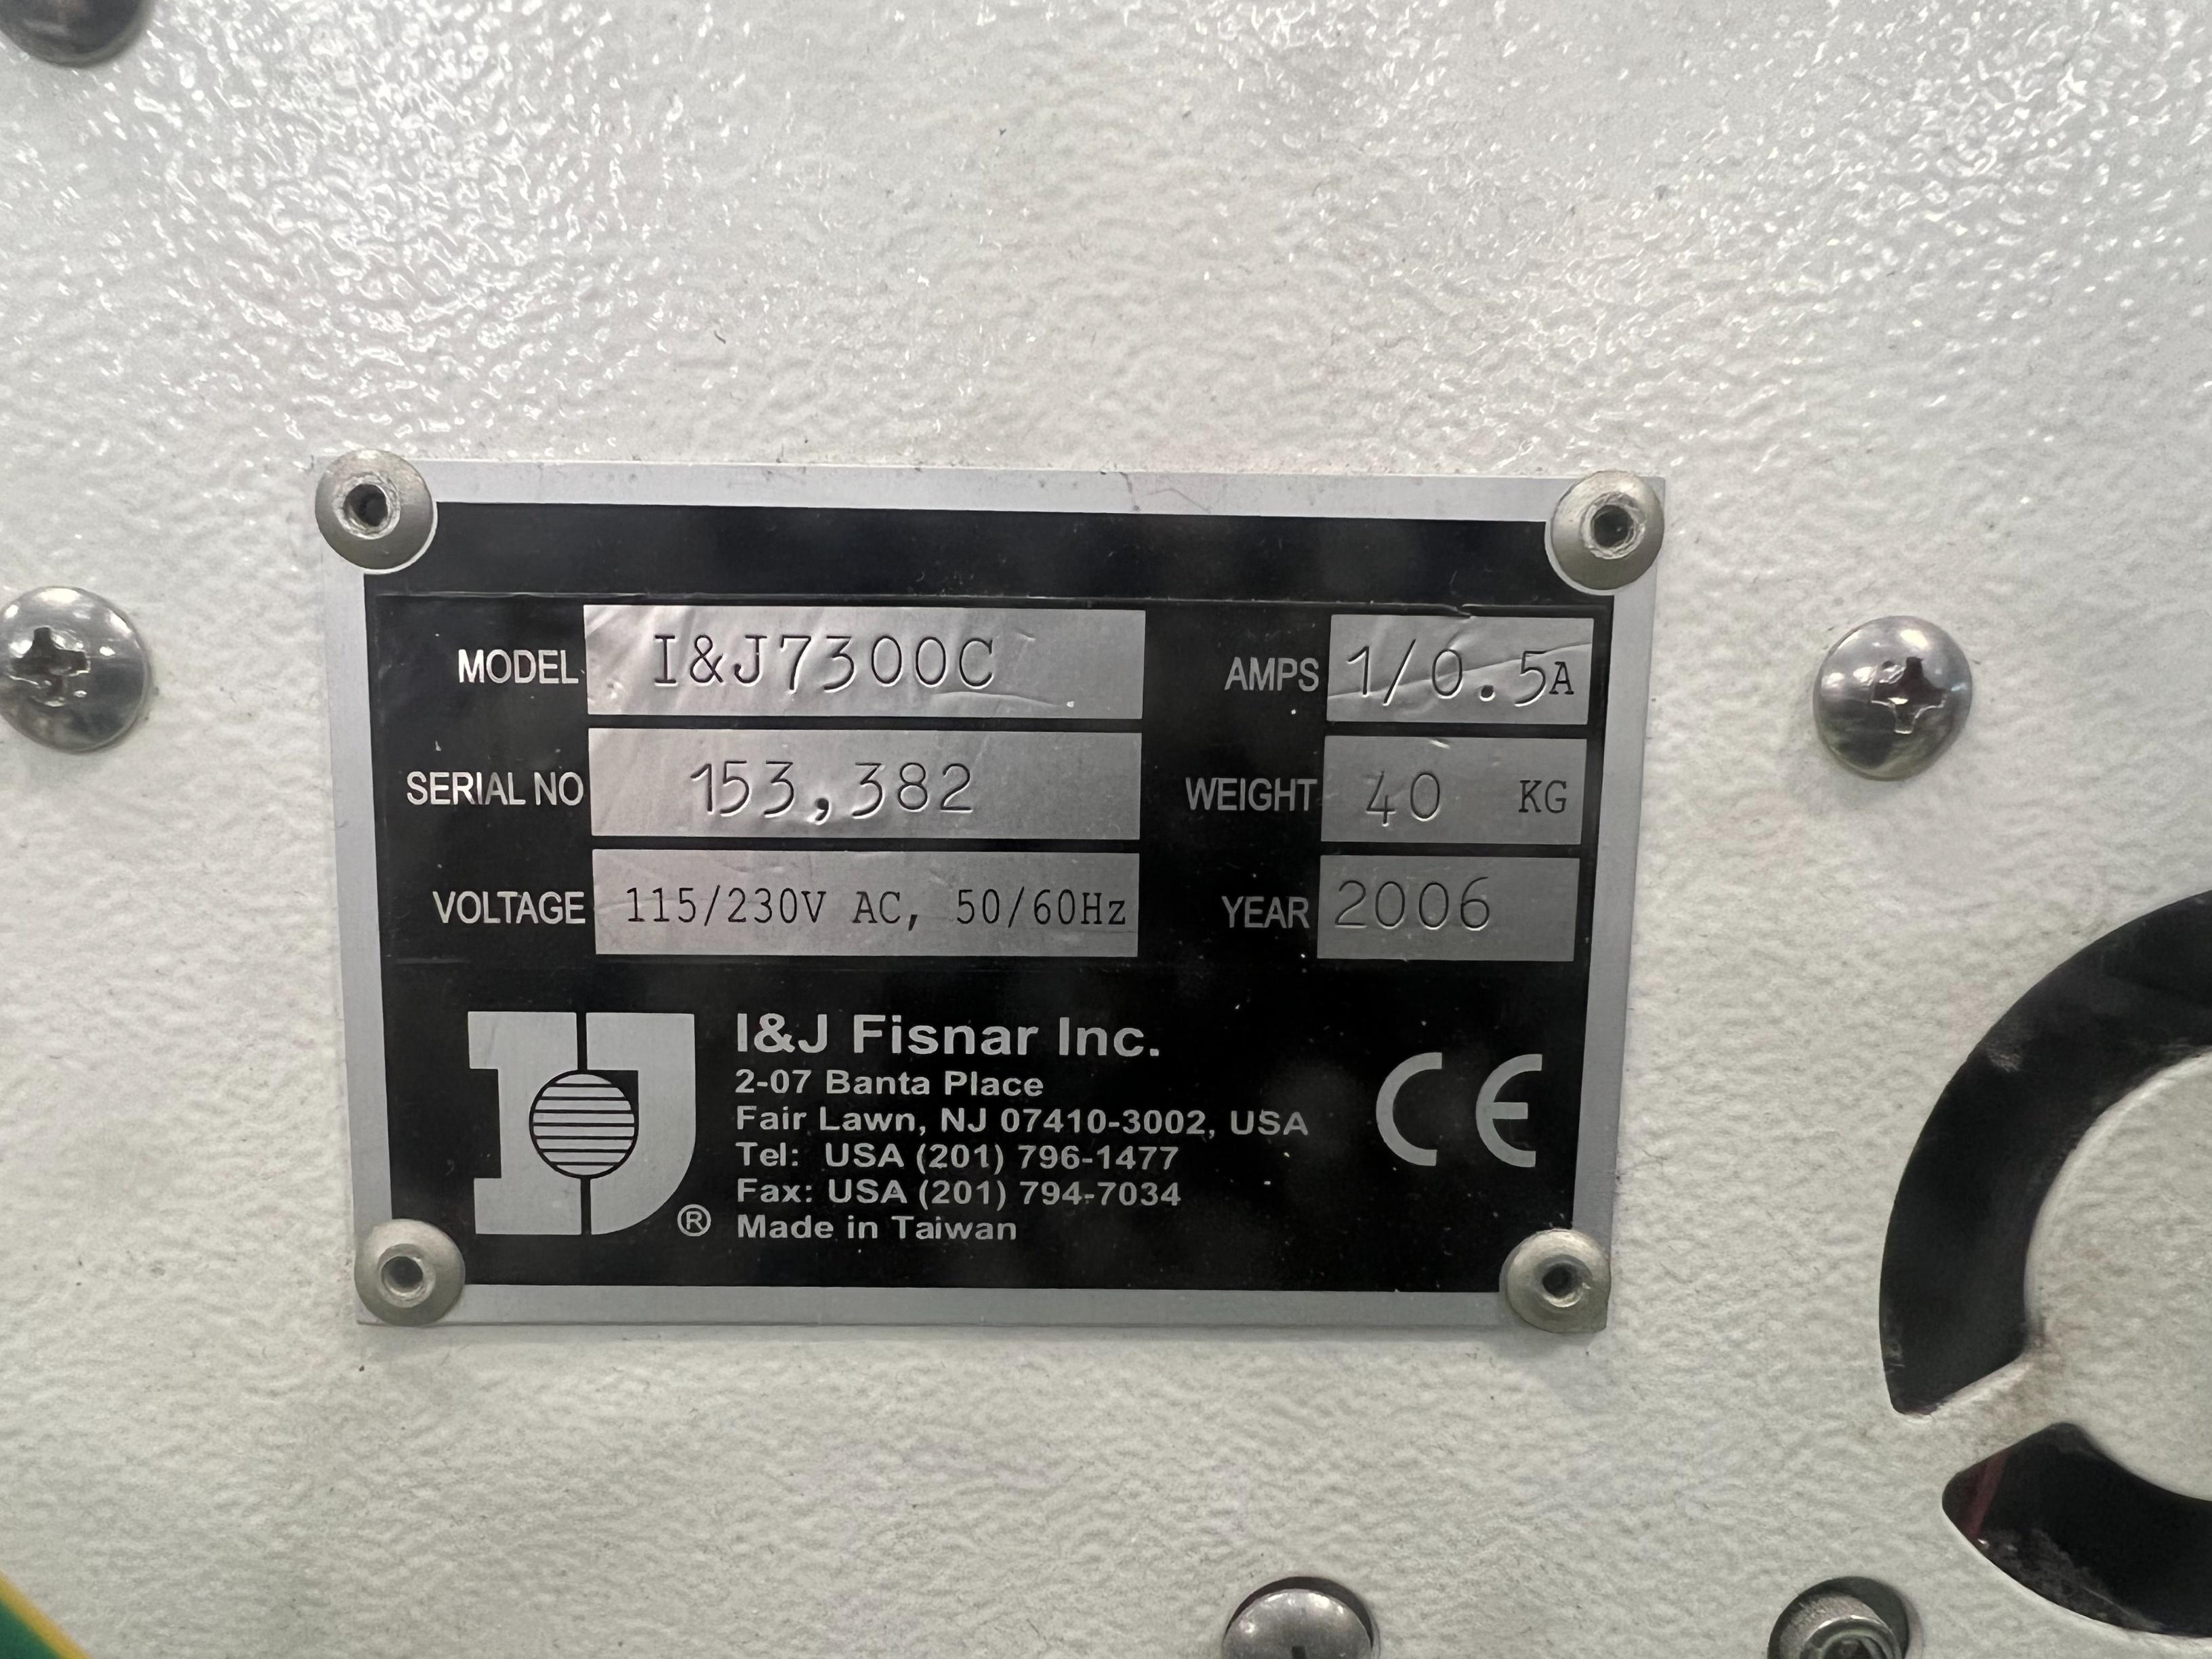 MODEL I&J7300C AMPS 1/0.5A
SERIAL NO 153,382 WEIGHT 40 KG
VOLTAGE 115/230V AC, 50/60Hz YEAR 2006
IJ ®
I&J Fisnar Inc.
2-07 Banta Place
Fair Lawn, NJ 07410-3002, USA
Tel: USA (201) 796-1477
Fax: USA (201) 794-7034
Made in Taiwan
CE